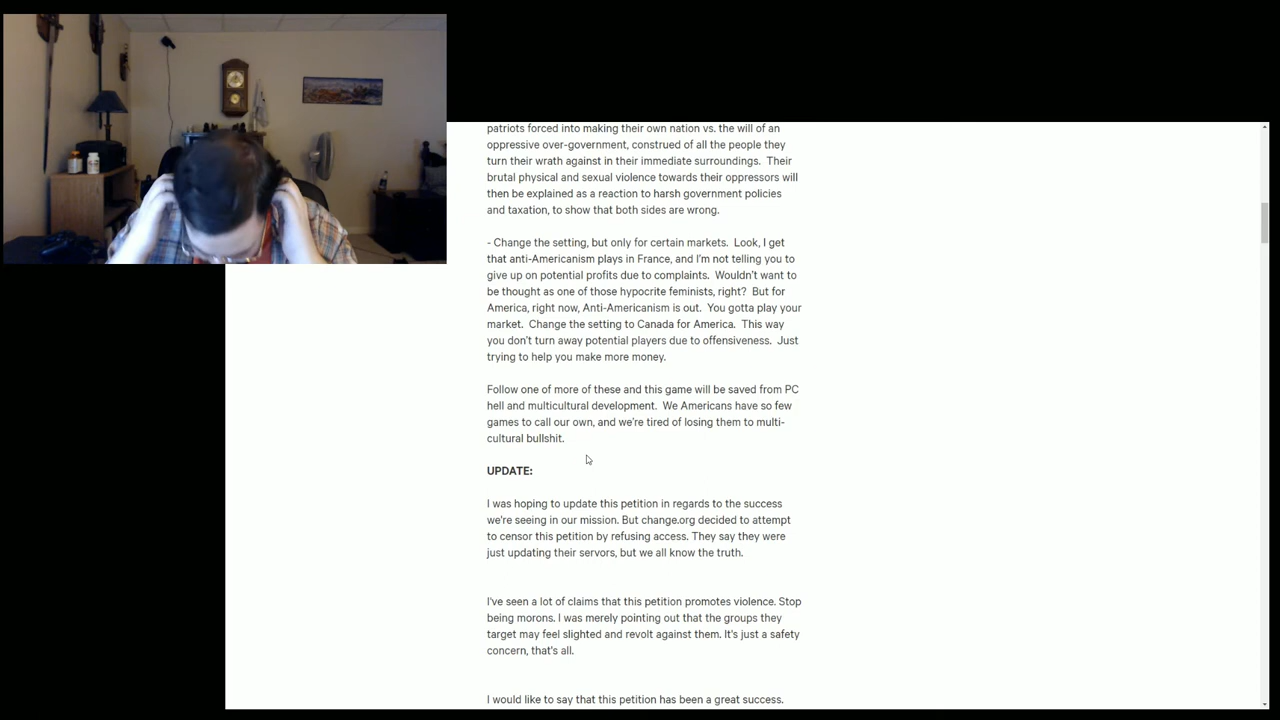 patriots forced into making their own nation vs. the will of an
oppressive over-government, construed of all the people they
turn their wrath against in their immediate surroundings.  Their
brutal physical and sexual violence towards their oppressors will
then be explained as a reaction to harsh government policies
and taxation, to show that both sides are wrong.
- Change the setting, but only for certain markets.  Look, I get
that anti-Americanism plays in France, and I'm not telling you to
give up on potential profits due to complaints.  Wouldn't want to
be thought as one of those hypocrite feminists, right?  But for
America, right now, Anti-Americanism is out.  You gotta play your
market.  Change the setting to Canada for America.  This way
you don't turn away potential players due to offensiveness.  Just
trying to help you make more money.
Follow one of more of these and this game will be saved from PC
hell and multicultural development.  We Americans have so few
games to call our own, and we're tired of losing them to multi-
cultural bullshit.
UPDATE:
I was hoping to update this petition in regards to the success
we're seeing in our mission. But change.org decided to attempt
to censor this petition by refusing access. They say they were
just updating their servors, but we all know the truth.
I've seen a lot of claims that this petition promotes violence. Stop
being morons. I was merely pointing out that the groups they
target may feel slighted and revolt against them. It's just a safety
concern, that's all.
I would like to say that this petition has been a great success.